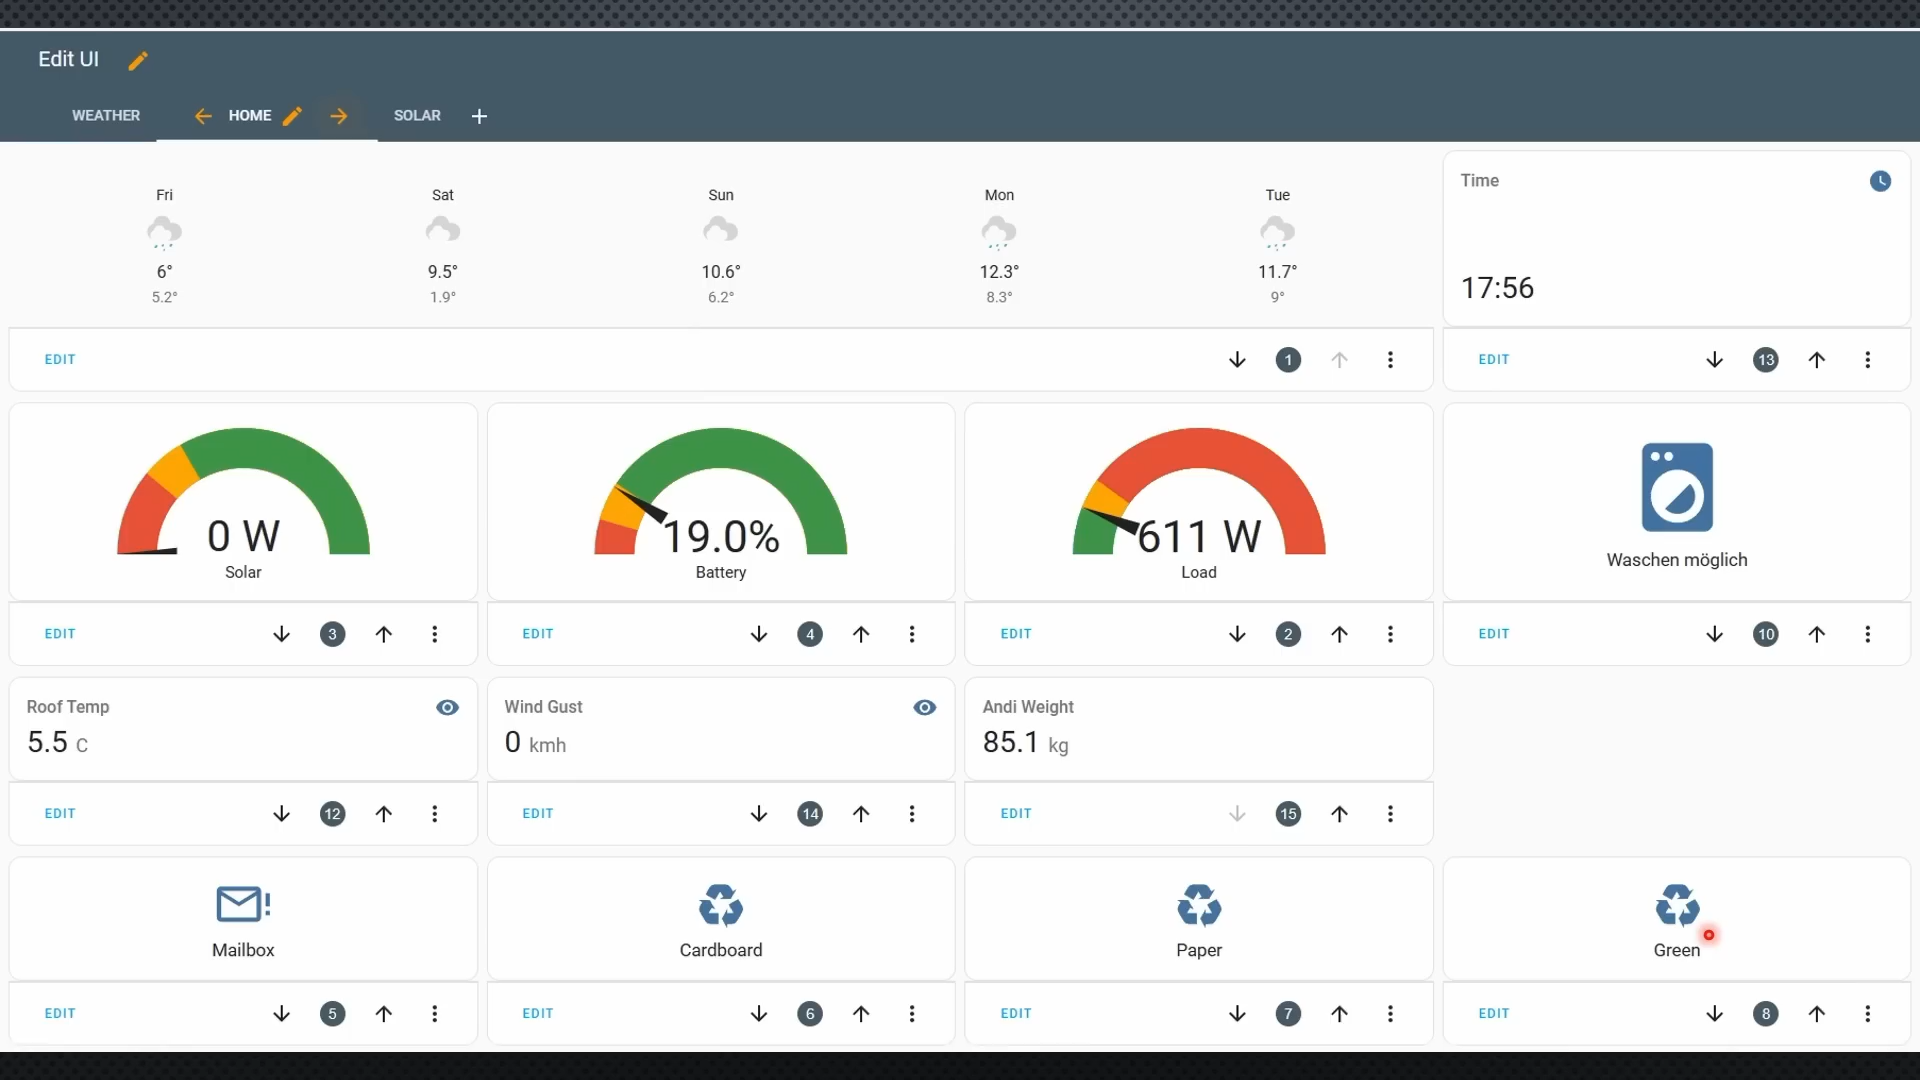 Edit UI
WEATHER HOME SOLAR
Fri Sat Sun Mon Tue
6° 9.5° 10.6° 12.3° 11.7°
5.2° 1.9° 6.2° 8.3° 9°
Time
17:56
EDIT 1 EDIT 13
0 W 19.0% 611 W
Solar Battery Load Waschen möglich
EDIT 3 EDIT 4 EDIT 2 EDIT 10
Roof Temp Wind Gust Andi Weight
5.5 C 0 kmh 85.1 kg
EDIT 12 EDIT 14 EDIT 15
Mailbox Cardboard Paper Green
EDIT 5 EDIT 6 EDIT 7 EDIT 8